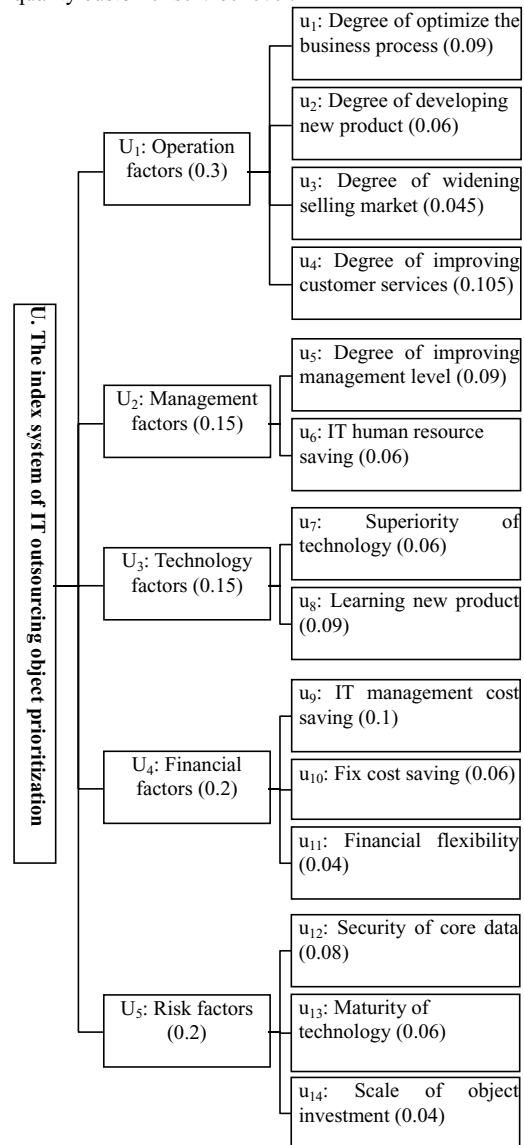 u₁: Degree of optimize the
business process (0.09)
u₂: Degree of developing
new product (0.06)
U₁: Operation
factors (0.3)
u₃: Degree of widening
selling market (0.045)
u₄: Degree of improving
customer services (0.105)
U. The index system of IT outsourcing object prioritization
u₅: Degree of improving
management level (0.09)
U₂: Management
factors (0.15)
u₆: IT human resource
saving (0.06)
u₇: Superiority of
technology (0.06)
U₃: Technology
factors (0.15)
u₈: Learning new product
(0.09)
u₉: IT management cost
saving (0.1)
U₄: Financial
factors (0.2)
u₁₀: Fix cost saving (0.06)
u₁₁: Financial flexibility
(0.04)
u₁₂: Security of core data
(0.08)
U₅: Risk factors
(0.2)
u₁₃: Maturity of
technology (0.06)
u₁₄: Scale of object
investment (0.04)